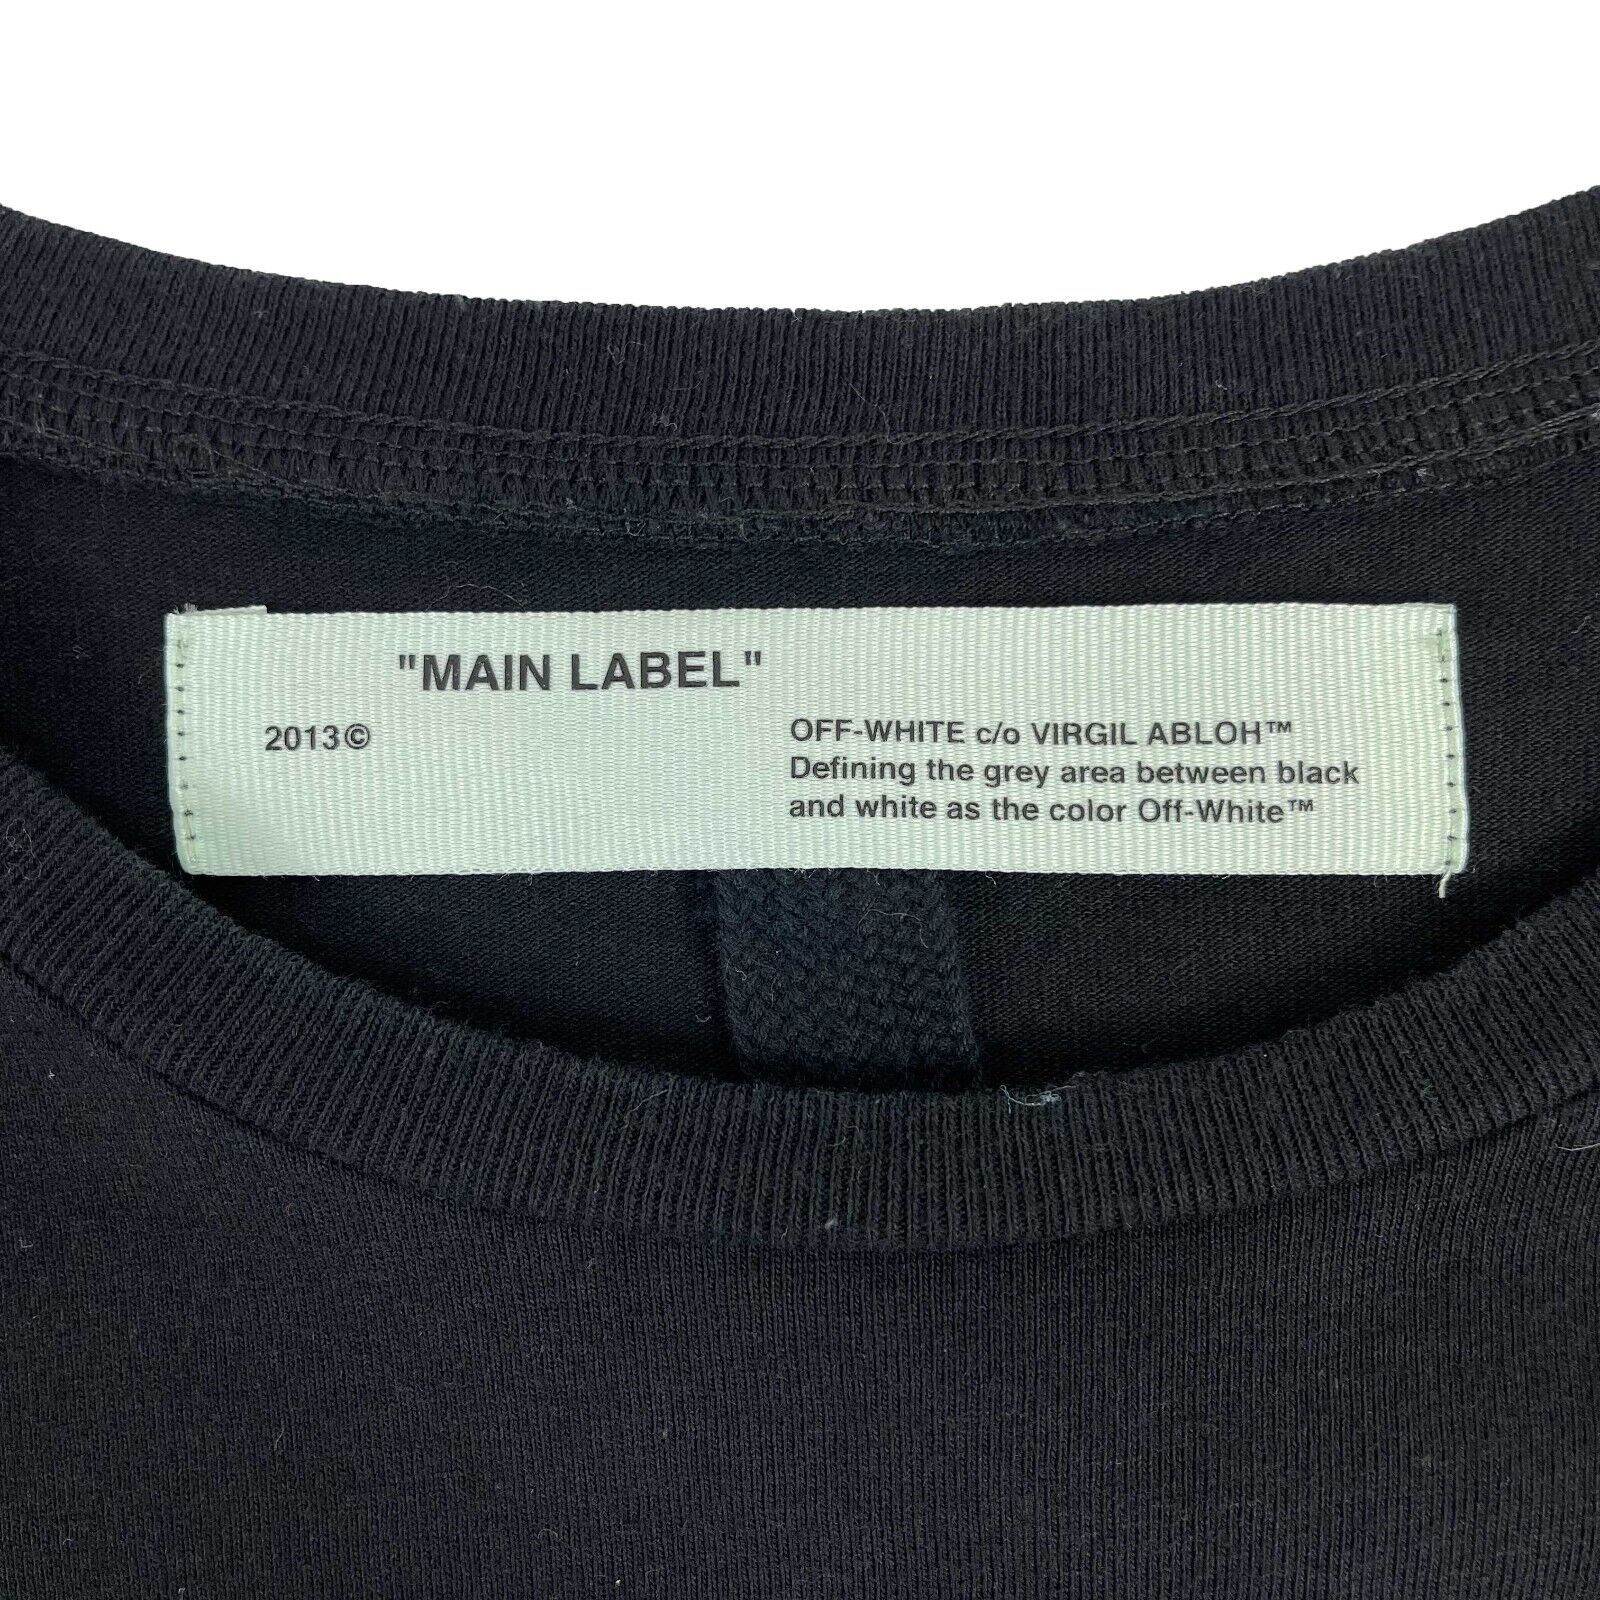 "MAIN LABEL"
2013©
OFF-WHITE c/o VIRGIL ABLOH™
Defining the grey area between black
and white as the color Off-White™